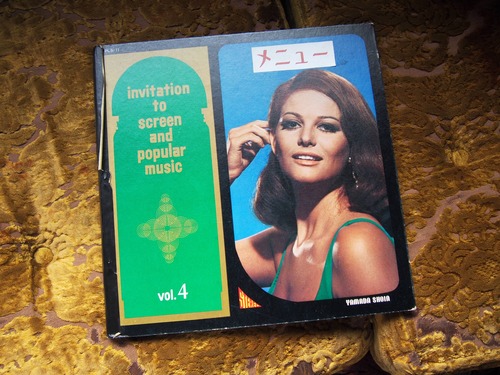 メニュー
invitation
to
screen
and
popular
music
vol.4
YAMADA SHOIN